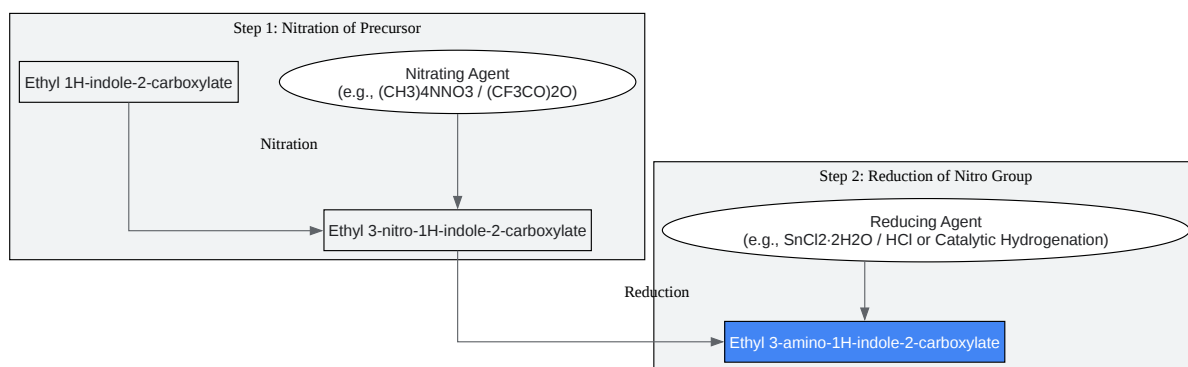 Step 1: Nitration of Precursor
Ethyl 1H-indole-2-carboxylate
Nitrating Agent
(e.g., (CH3)4NNO3 / (CF3CO)2O)
Nitration
Ethyl 3-nitro-1H-indole-2-carboxylate
Step 2: Reduction of Nitro Group
Reducing Agent
(e.g., SnCl2·2H2O / HCl or Catalytic Hydrogenation)
Reduction
Ethyl 3-amino-1H-indole-2-carboxylate